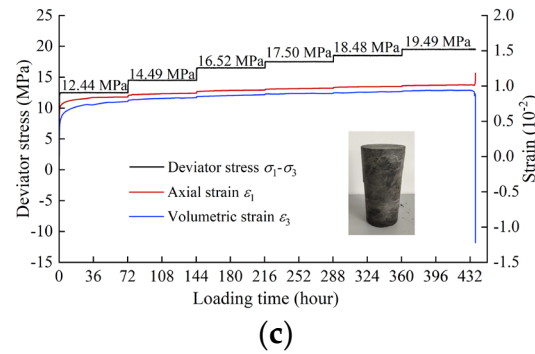 25
20
15
10
5
0
-5
-10
-15
Deviator stress (MPa)
12.44 MPa
14.49 MPa
16.52 MPa
17.50 MPa
18.48 MPa
19.49 MPa
Deviator stress σ1-σ3
Axial strain ε1
Volumetric strain ε3
2.0
1.5
1.0
0.5
0.0
-0.5
-1.0
-1.5
Strain (10⁻²)
0 36 72 108 144 180 216 252 288 324 360 396 432
Loading time (hour)
(c)